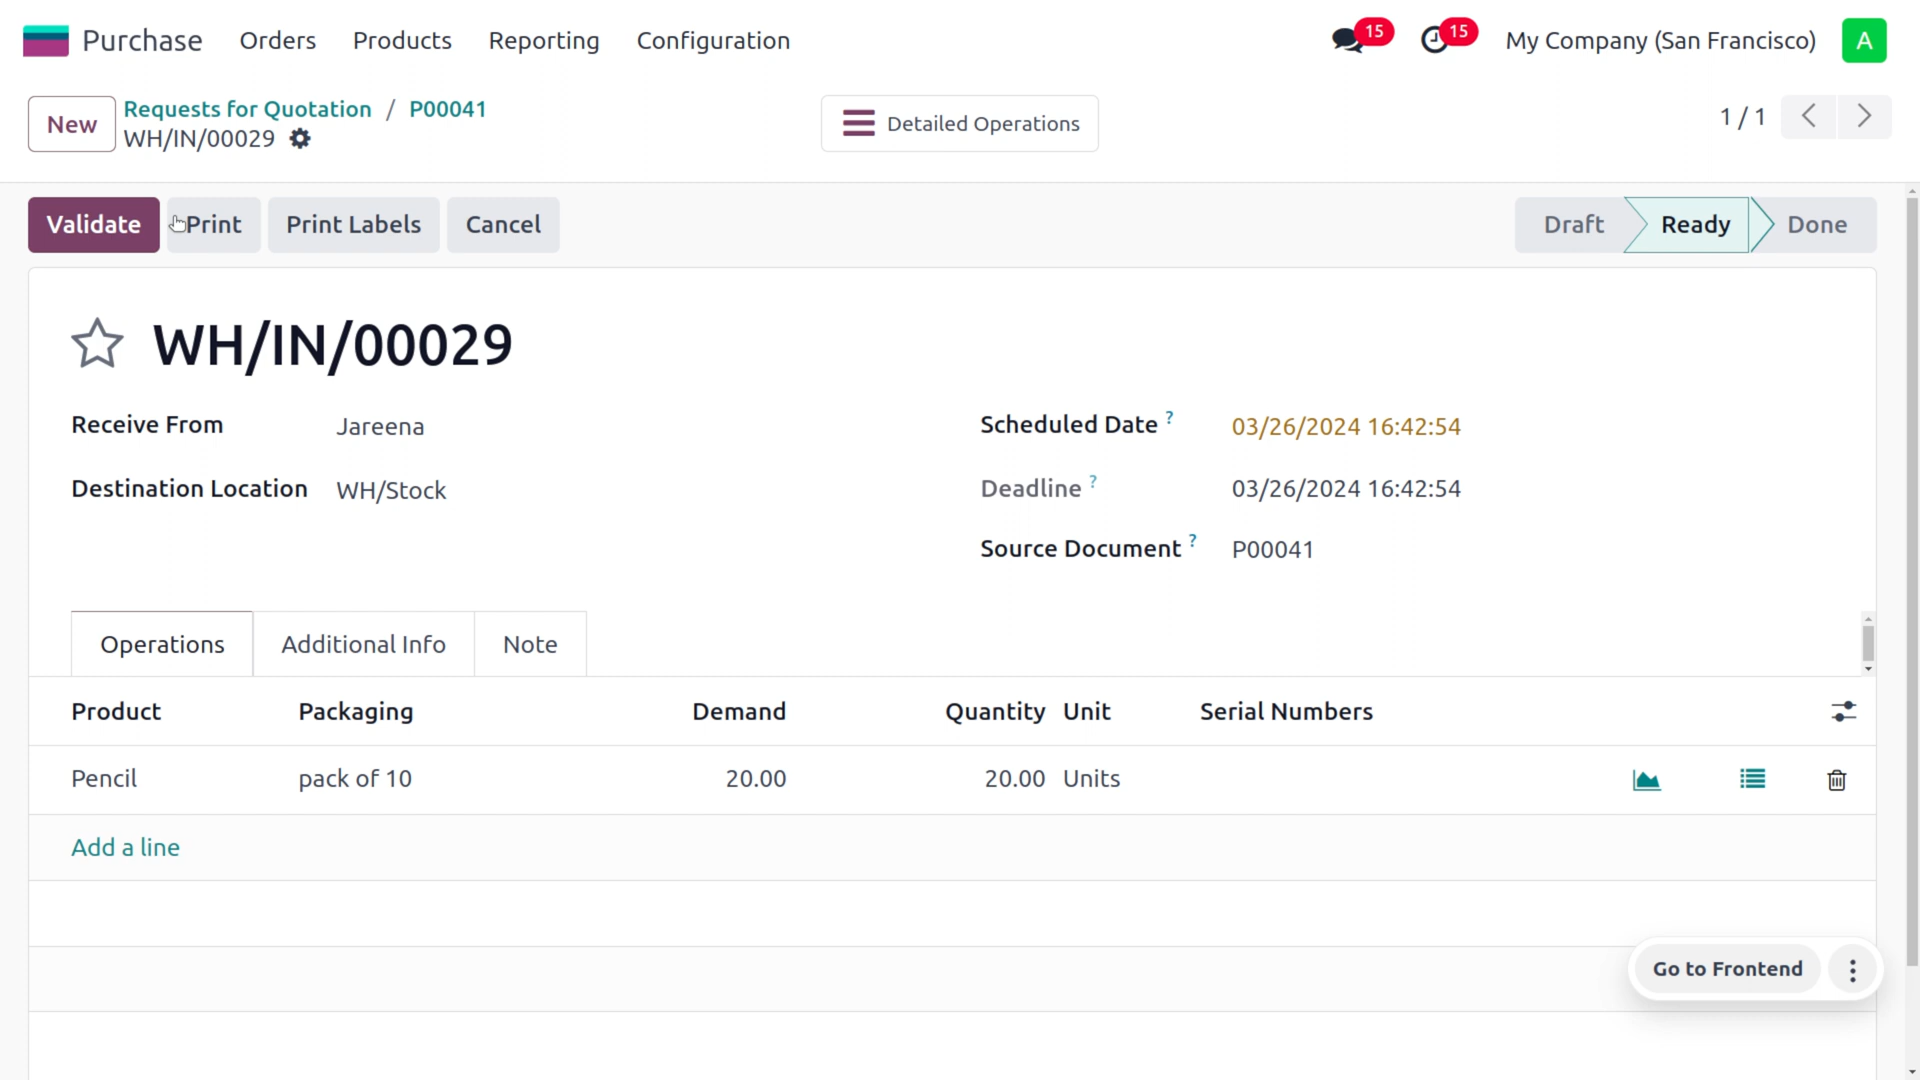 Purchase Orders Products Reporting Configuration 15 15 My Company (San Francisco) A
New Requests for Quotation / P00041
WH/IN/00029
Detailed Operations
1 / 1
Validate Print Print Labels Cancel Draft Ready Done
WH/IN/00029
Receive From Jareena Scheduled Date ? 03/26/2024 16:42:54
Destination Location WH/Stock Deadline ? 03/26/2024 16:42:54
Source Document ? P00041
Operations Additional Info Note
Product Packaging Demand Quantity Unit Serial Numbers
Pencil pack of 10 20.00 20.00 Units
Add a line
Go to Frontend